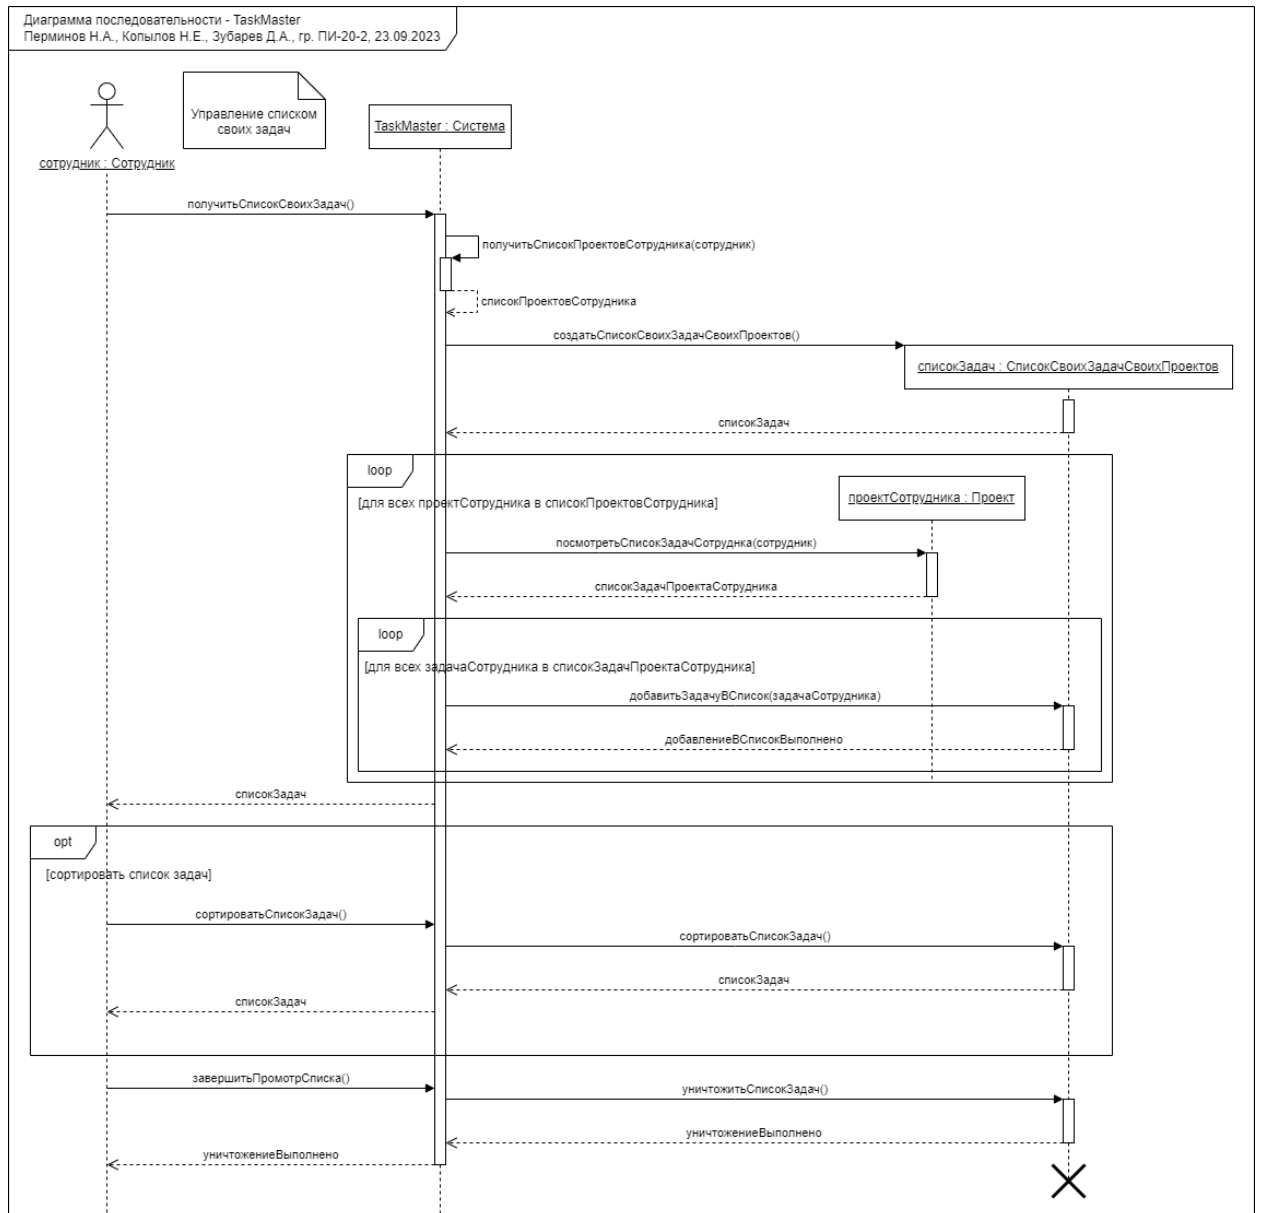 Диаграмма последовательности - TaskMaster
Перминов Н.А., Копылов Н.Е., Зубарев Д.А., гр. ПИ-20-2, 23.09.2023
Управление списком
своих задач
TaskMaster : Система
сотрудник : Сотрудник
получитьСписокСвоихЗадач()
получитьСписокПроектовСотрудника(сотрудник)
списокПроектовСотрудника
создатьСписокСвоихЗадачСвоихПроектов()
списокЗадач : СписокСвоихЗадачСвоихПроектов
списокЗадач
loop
[для всех проектСотрудника в списокПроектовСотрудника]
проектСотрудника : Проект
посмотретьСписокЗадачСотруднка(сотрудник)
списокЗадачПроектаСотрудника
loop
[для всех задачаСотрудника в списокЗадачПроектаСотрудника]
добавитьЗадачуВСписок(задачаСотрудника)
добавлениеВСписокВыполнено
списокЗадач
opt
[сортировать список задач]
сортироватьСписокЗадач()
сортироватьСписокЗадач()
списокЗадач
списокЗадач
завершитьПромотрСписка()
уничтожитьСписокЗадач()
уничтожениеВыполнено
уничтожениеВыполнено